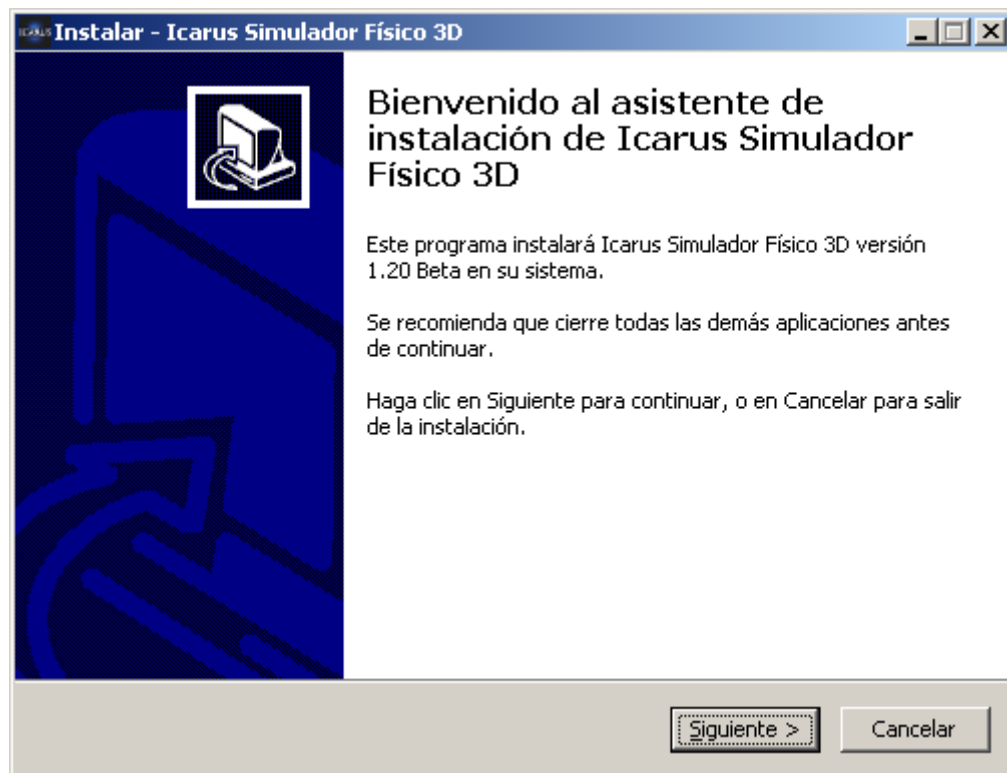 ICARUS Instalar - Icarus Simulador Físico 3D
Bienvenido al asistente de
instalación de Icarus Simulador
Físico 3D
Este programa instalará Icarus Simulador Físico 3D versión
1.20 Beta en su sistema.
Se recomienda que cierre todas las demás aplicaciones antes
de continuar.
Haga clic en Siguiente para continuar, o en Cancelar para salir
de la instalación.
Siguiente > Cancelar